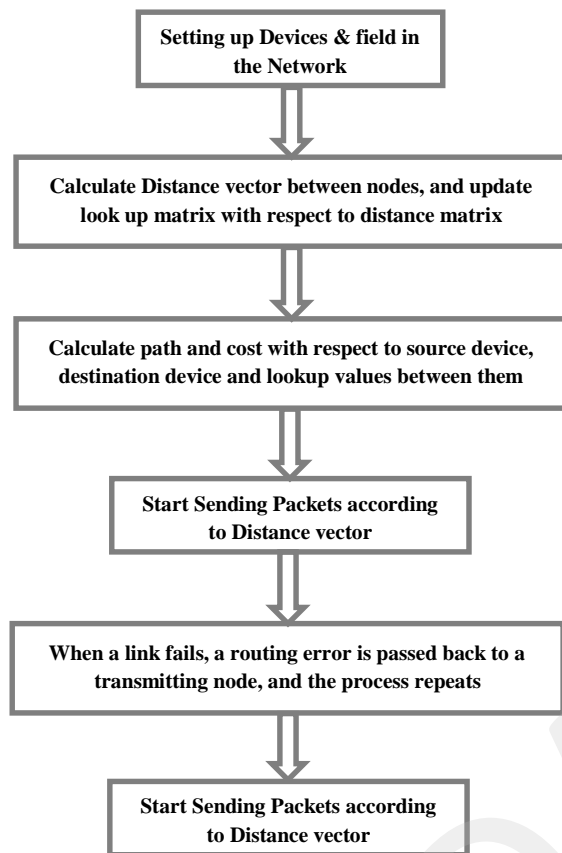 Setting up Devices & field in
the Network
Calculate Distance vector between nodes, and update
look up matrix with respect to distance matrix
Calculate path and cost with respect to source device,
destination device and lookup values between them
Start Sending Packets according
to Distance vector
When a link fails, a routing error is passed back to a
transmitting node, and the process repeats
Start Sending Packets according
to Distance vector